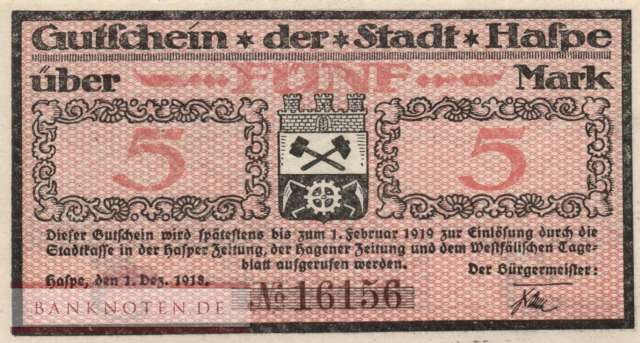 Gutschein * der * Stadt * Haspe
über FÜNF Mark
5 5
Dieser Gutschein wird spätestens bis zum 1. Februar 1919 zur Einlösung durch die
Stadtkasse in der Hasper Zeitung, der Hagener Zeitung und dem Westfälischen Tage-
blatt aufgerufen werden.
Haspe, den 1. Dez. 1918.
Der Bürgermeister:
№ 16156
BANKNOTEN.DE